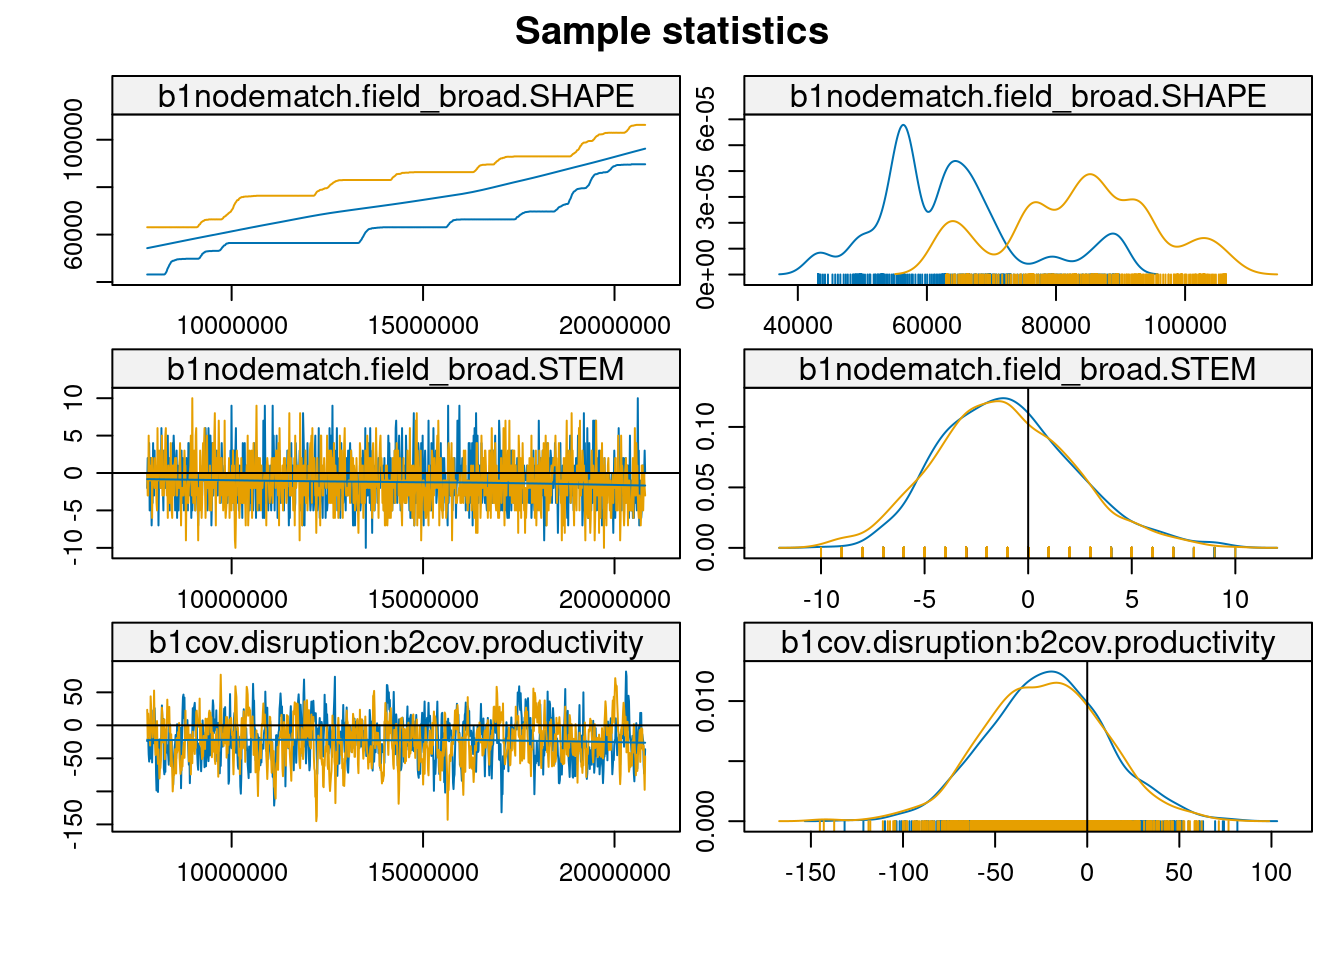 Sample statistics
b1nodematch.field_broad.SHAPE
b1nodematch.field_broad.SHAPE
60000 100000
10000000 15000000 20000000
0e+00 3e-05 6e-05
40000 60000 80000 100000
b1nodematch.field_broad.STEM
b1nodematch.field_broad.STEM
-10 -5 0 5 10
10000000 15000000 20000000
0.00 0.05 0.10
-10 -5 0 5 10
b1cov.disruption:b2cov.productivity
b1cov.disruption:b2cov.productivity
-150 -50 0 50
10000000 15000000 20000000
0.000 0.010
-150 -100 -50 0 50 100